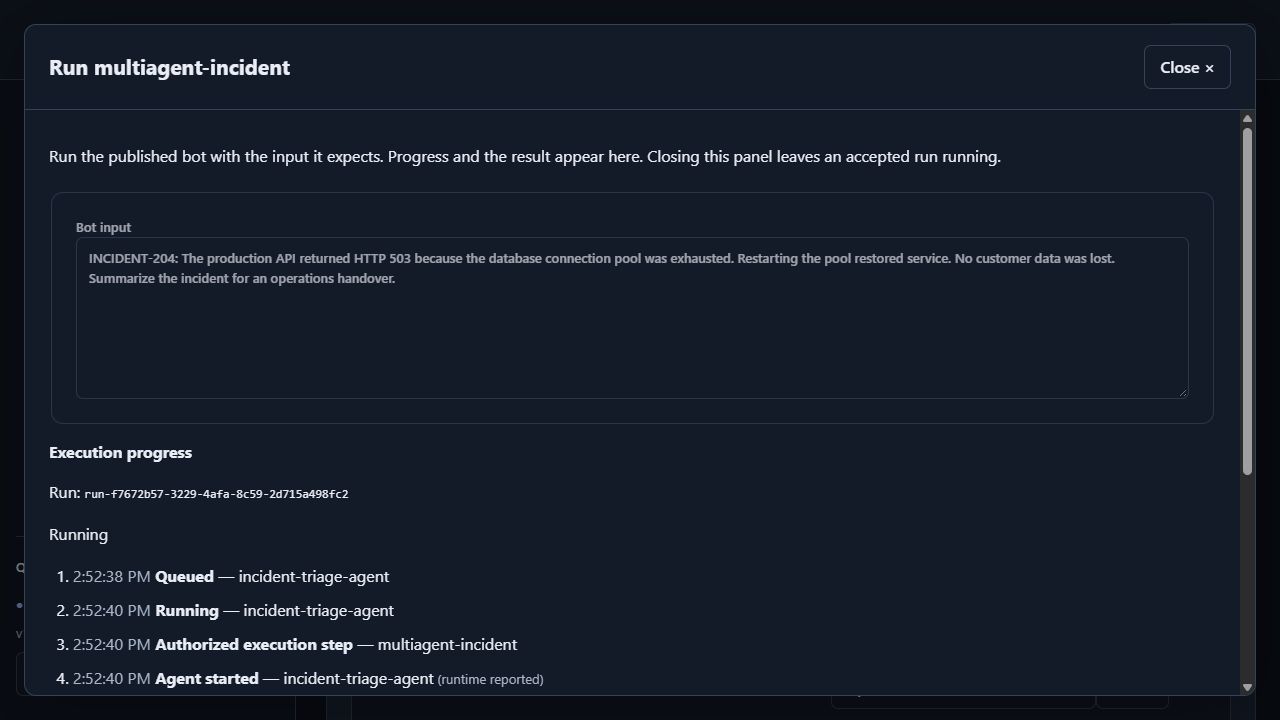 Run multiagent-incident
Close ×
Run the published bot with the input it expects. Progress and the result appear here. Closing this panel leaves an accepted run running.
Bot input
INCIDENT-204: The production API returned HTTP 503 because the database connection pool was exhausted. Restarting the pool restored service. No customer data was lost.
Summarize the incident for an operations handover.
Execution progress
Run: run-f7672b57-3229-4afa-8c59-2d715a498fc2
Running
1. 2:52:38 PM Queued — incident-triage-agent
2. 2:52:40 PM Running — incident-triage-agent
3. 2:52:40 PM Authorized execution step — multiagent-incident
4. 2:52:40 PM Agent started — incident-triage-agent (runtime reported)